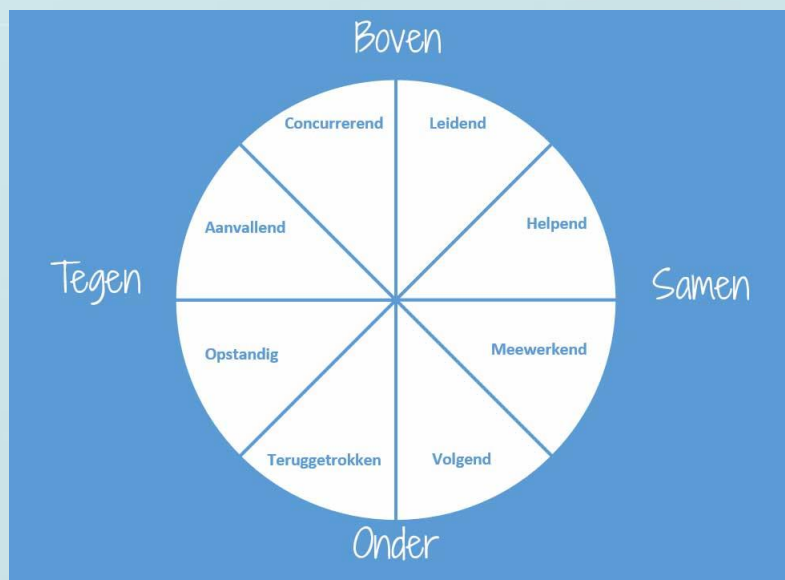 Boven
Concurrerend
Leidend
Aanvallend
Helpend
Tegen
Samen
Opstandig
Meewerkend
Teruggetrokken
Volgend
Onder